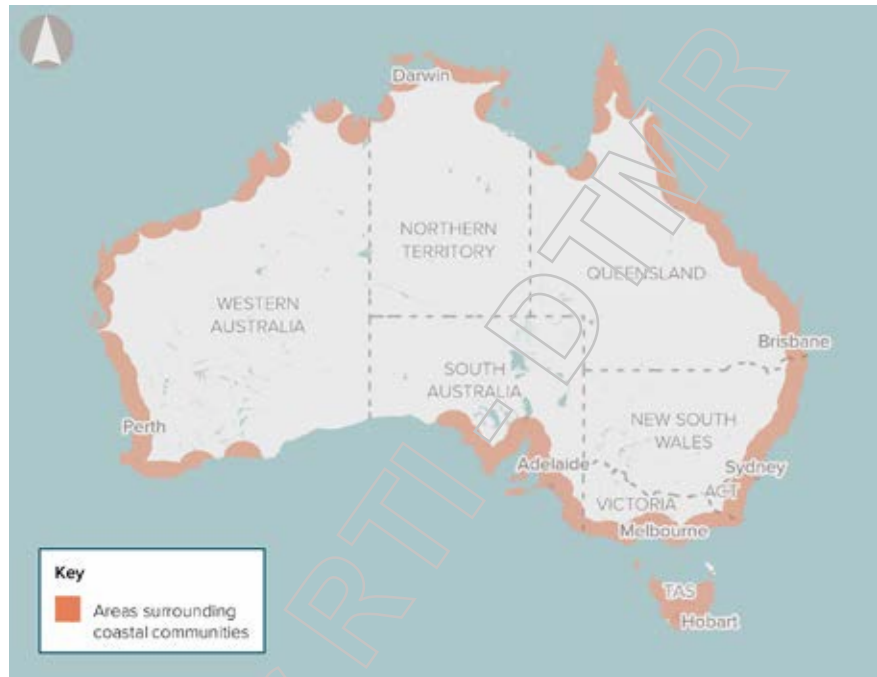 Darwin
NORTHERN
TERRITORY
QUEENSLAND
WESTERN
AUSTRALIA
Brisbane
SOUTH
AUSTRALIA
NEW SOUTH
WALES
Perth
Adelaide
Sydney
ACT
VICTORIA
Melbourne
TAS
Hobart
Key
Areas surrounding
coastal communities
RTI - DTMR